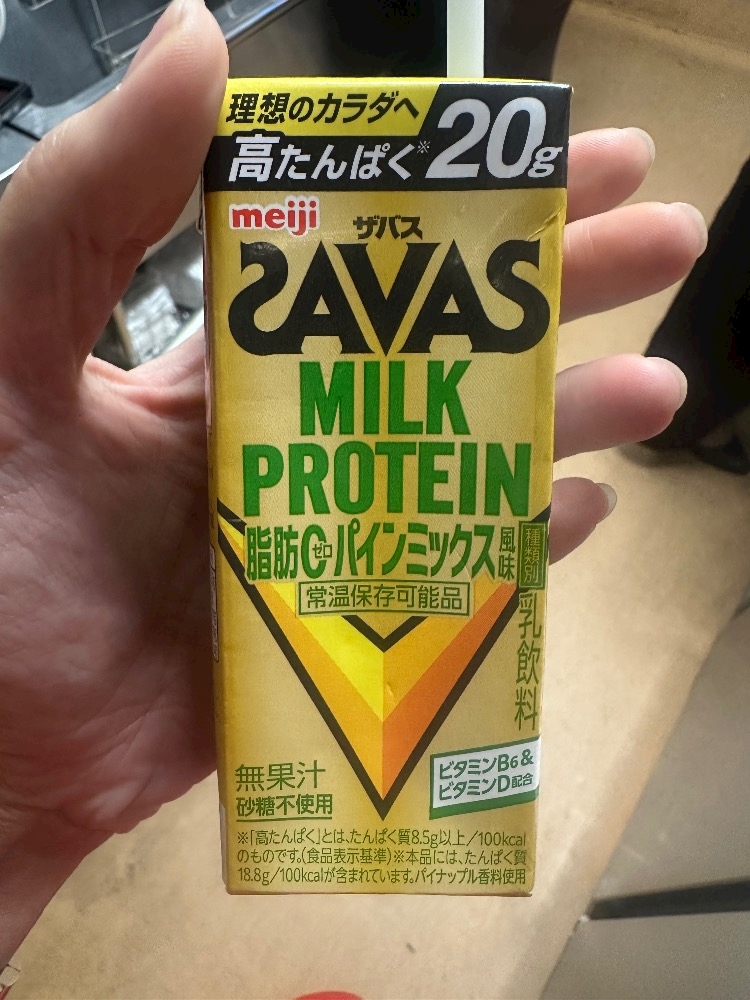 理想のカラダへ
高たんぱく※20g
meiji
ザバス
SAVAS
MILK
PROTEIN
脂肪0ゼロ パインミックス風味
種類別
乳飲料
常温保存可能品
無果汁
砂糖不使用
ビタミンB6&
ビタミンD配合
※「高たんぱく」とは、たんぱく質8.5g以上/100kcal
のものです。(食品表示基準)※本品には、たんぱく質
18.8g/100kcalが含まれています。パイナップル香料使用